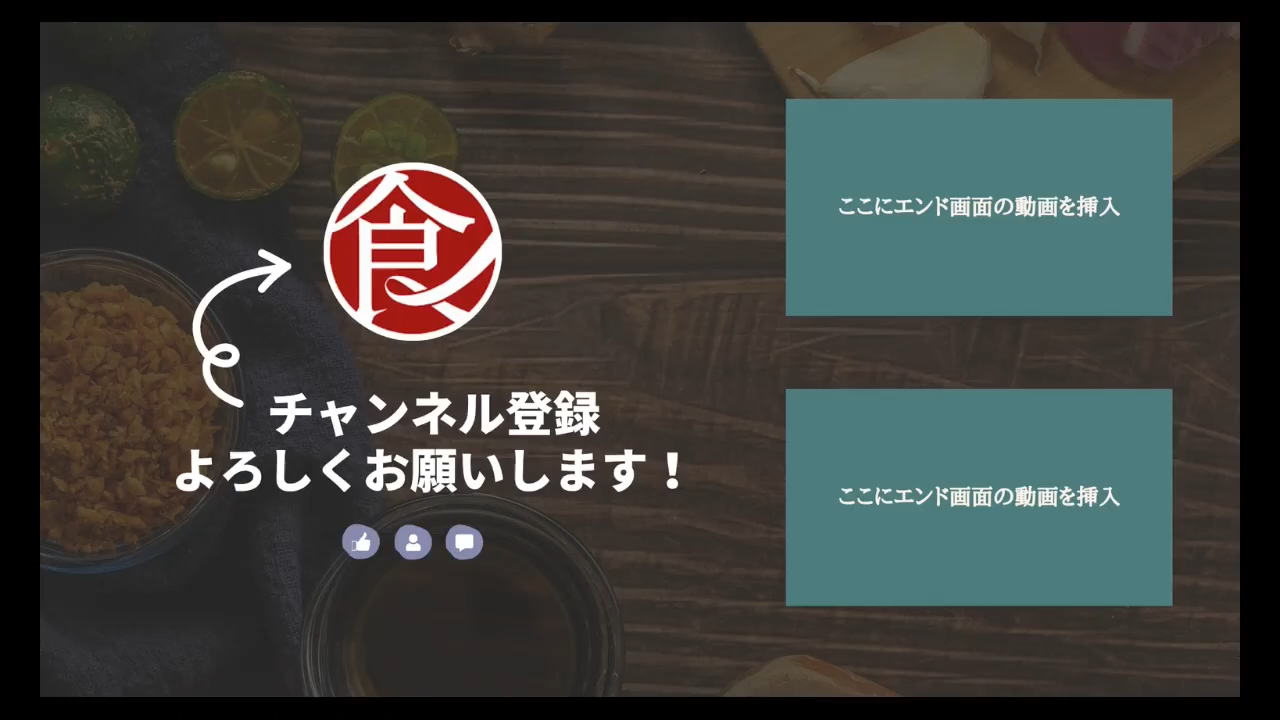 食
チャンネル登録
よろしくお願いします！
ここにエンド画面の動画を挿入
ここにエンド画面の動画を挿入